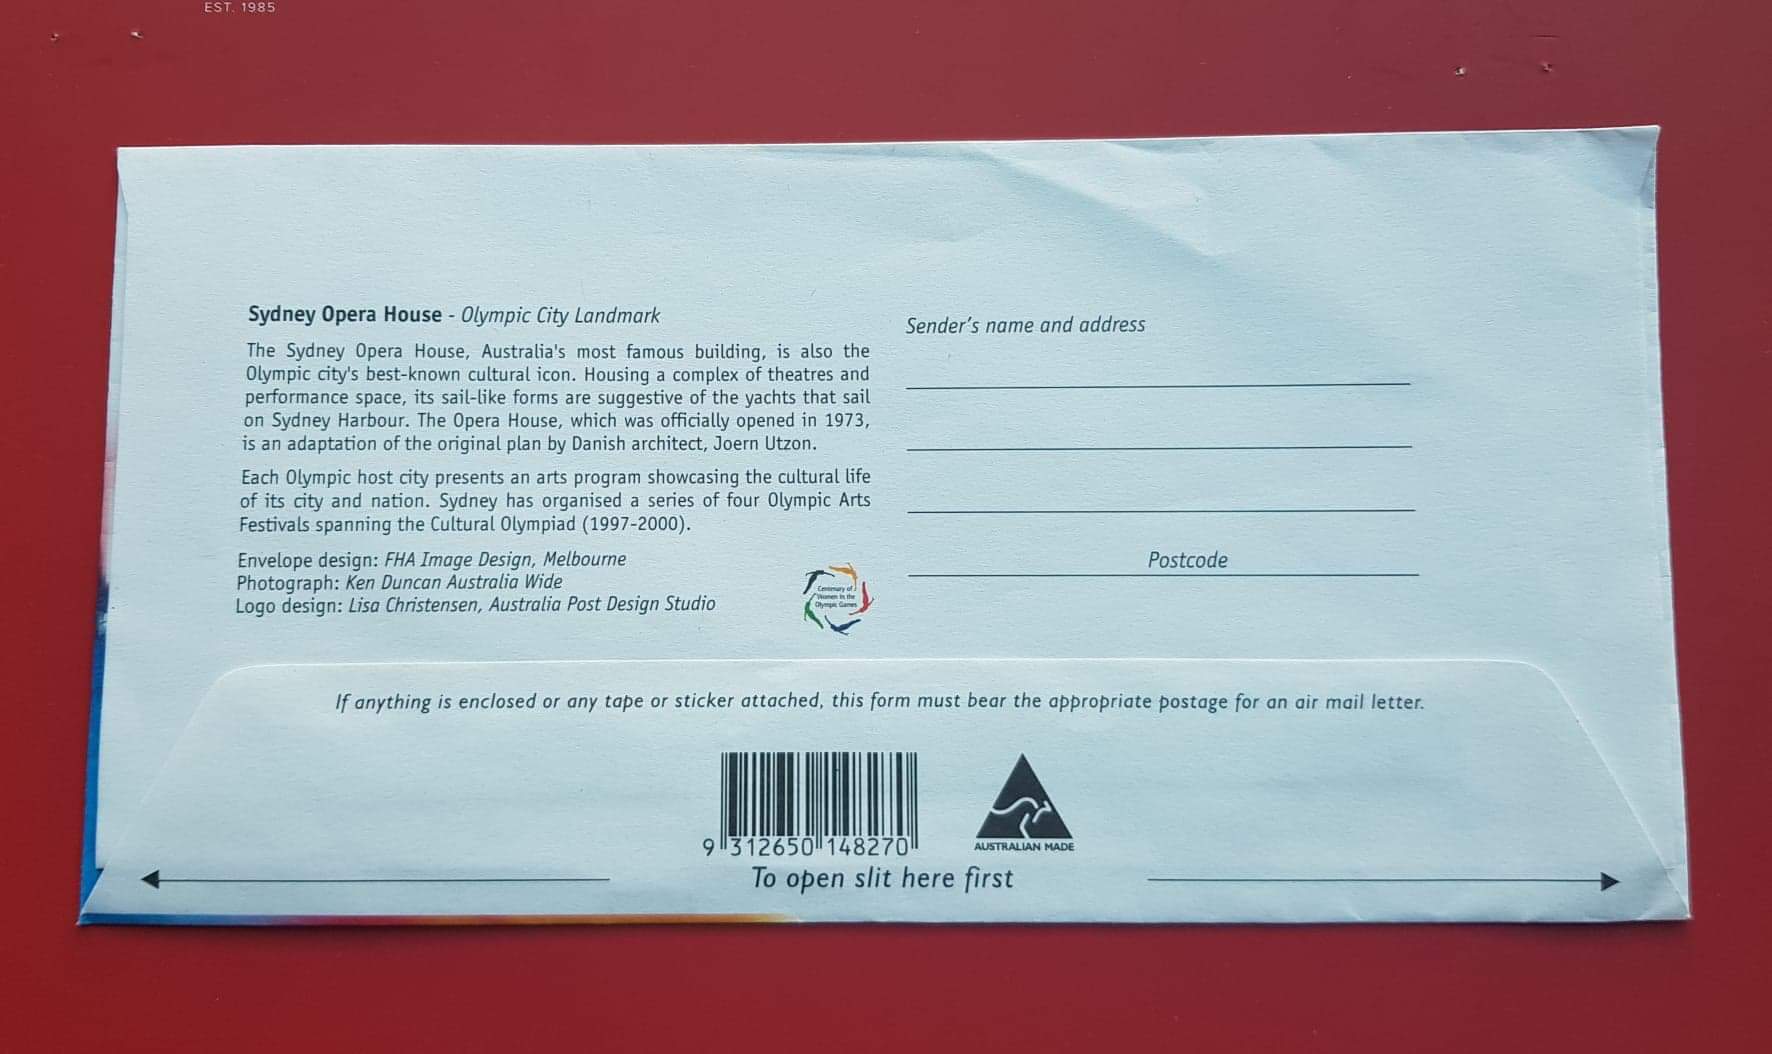 EST. 1985
Sydney Opera House - Olympic City Landmark
The Sydney Opera House, Australia's most famous building, is also the
Olympic city's best-known cultural icon. Housing a complex of theatres and
performance space, its sail-like forms are suggestive of the yachts that sail
on Sydney Harbour. The Opera House, which was officially opened in 1973,
is an adaptation of the original plan by Danish architect, Joern Utzon.
Each Olympic host city presents an arts program showcasing the cultural life
of its city and nation. Sydney has organised a series of four Olympic Arts
Festivals spanning the Cultural Olympiad (1997-2000).
Envelope design: FHA Image Design, Melbourne
Photograph: Ken Duncan Australia Wide
Logo design: Lisa Christensen, Australia Post Design Studio
Centenary of
Women in the
Olympic Games
Sender's name and address
Postcode
If anything is enclosed or any tape or sticker attached, this form must bear the appropriate postage for an air mail letter.
9 312650 148270
AUSTRALIAN MADE
To open slit here first